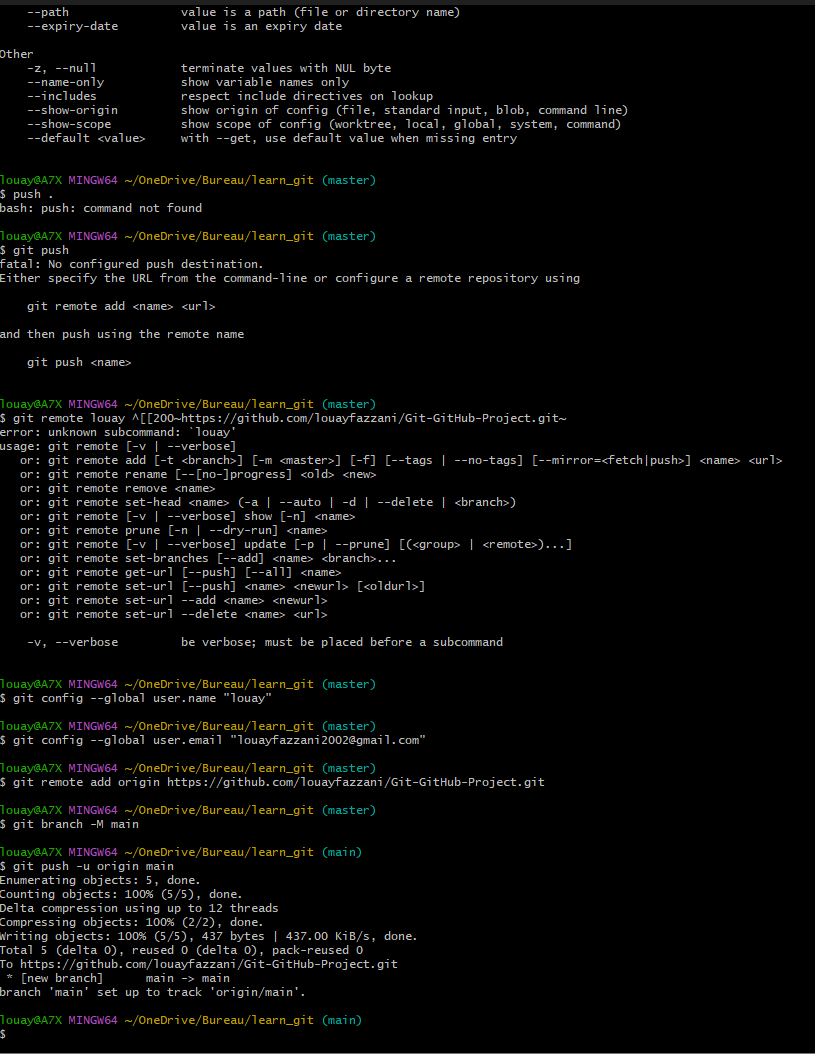 --path                value is a path (file or directory name)
--expiry-date         value is an expiry date
Other
-z, --null            terminate values with NUL byte
--name-only           show variable names only
--includes            respect include directives on lookup
--show-origin         show origin of config (file, standard input, blob, command line)
--show-scope          show scope of config (worktree, local, global, system, command)
--default <value>     with --get, use default value when missing entry
louay@A7X MINGW64 ~/OneDrive/Bureau/learn_git (master)
$ push .
bash: push: command not found
louay@A7X MINGW64 ~/OneDrive/Bureau/learn_git (master)
$ git push
fatal: No configured push destination.
Either specify the URL from the command-line or configure a remote repository using
git remote add <name> <url>
and then push using the remote name
git push <name>
louay@A7X MINGW64 ~/OneDrive/Bureau/learn_git (master)
$ git remote louay ^[[200~https://github.com/louayfazzani/Git-GitHub-Project.git~
error: unknown subcommand: `louay'
usage: git remote [-v | --verbose]
or: git remote add [-t <branch>] [-m <master>] [-f] [--tags | --no-tags] [--mirror=<fetch|push>] <name> <url>
or: git remote rename [--[no-]progress] <old> <new>
or: git remote remove <name>
or: git remote set-head <name> (-a | --auto | -d | --delete | <branch>)
or: git remote [-v | --verbose] show [-n] <name>
or: git remote prune [-n | --dry-run] <name>
or: git remote [-v | --verbose] update [-p | --prune] [(<group> | <remote>)...]
or: git remote set-branches [--add] <name> <branch>...
or: git remote get-url [--push] [--all] <name>
or: git remote set-url [--push] <name> <newurl> [<oldurl>]
or: git remote set-url --add <name> <newurl>
or: git remote set-url --delete <name> <url>
-v, --verbose         be verbose; must be placed before a subcommand
louay@A7X MINGW64 ~/OneDrive/Bureau/learn_git (master)
$ git config --global user.name "louay"
louay@A7X MINGW64 ~/OneDrive/Bureau/learn_git (master)
$ git config --global user.email "louayfazzani2002@gmail.com"
louay@A7X MINGW64 ~/OneDrive/Bureau/learn_git (master)
$ git remote add origin https://github.com/louayfazzani/Git-GitHub-Project.git
louay@A7X MINGW64 ~/OneDrive/Bureau/learn_git (master)
$ git branch -M main
louay@A7X MINGW64 ~/OneDrive/Bureau/learn_git (main)
$ git push -u origin main
Enumerating objects: 5, done.
Counting objects: 100% (5/5), done.
Delta compression using up to 12 threads
Compressing objects: 100% (2/2), done.
Writing objects: 100% (5/5), 437 bytes | 437.00 KiB/s, done.
Total 5 (delta 0), reused 0 (delta 0), pack-reused 0
To https://github.com/louayfazzani/Git-GitHub-Project.git
* [new branch]      main -> main
branch 'main' set up to track 'origin/main'.
louay@A7X MINGW64 ~/OneDrive/Bureau/learn_git (main)
$